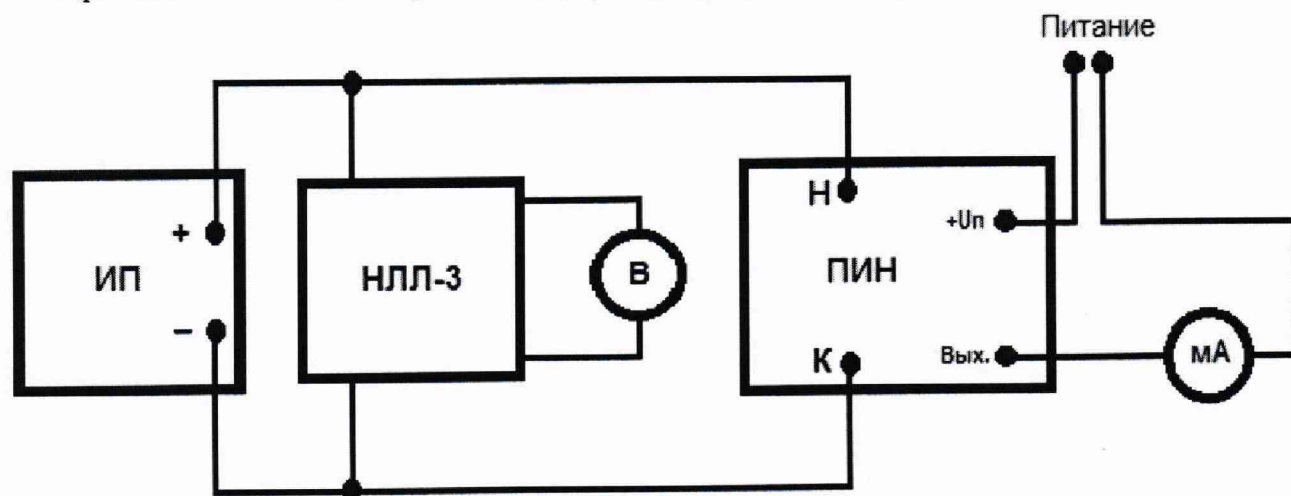 Питание
+
–
ИП
НЛЛ-3
В
Н
К
ПИН
+Uп
Вых.
мА